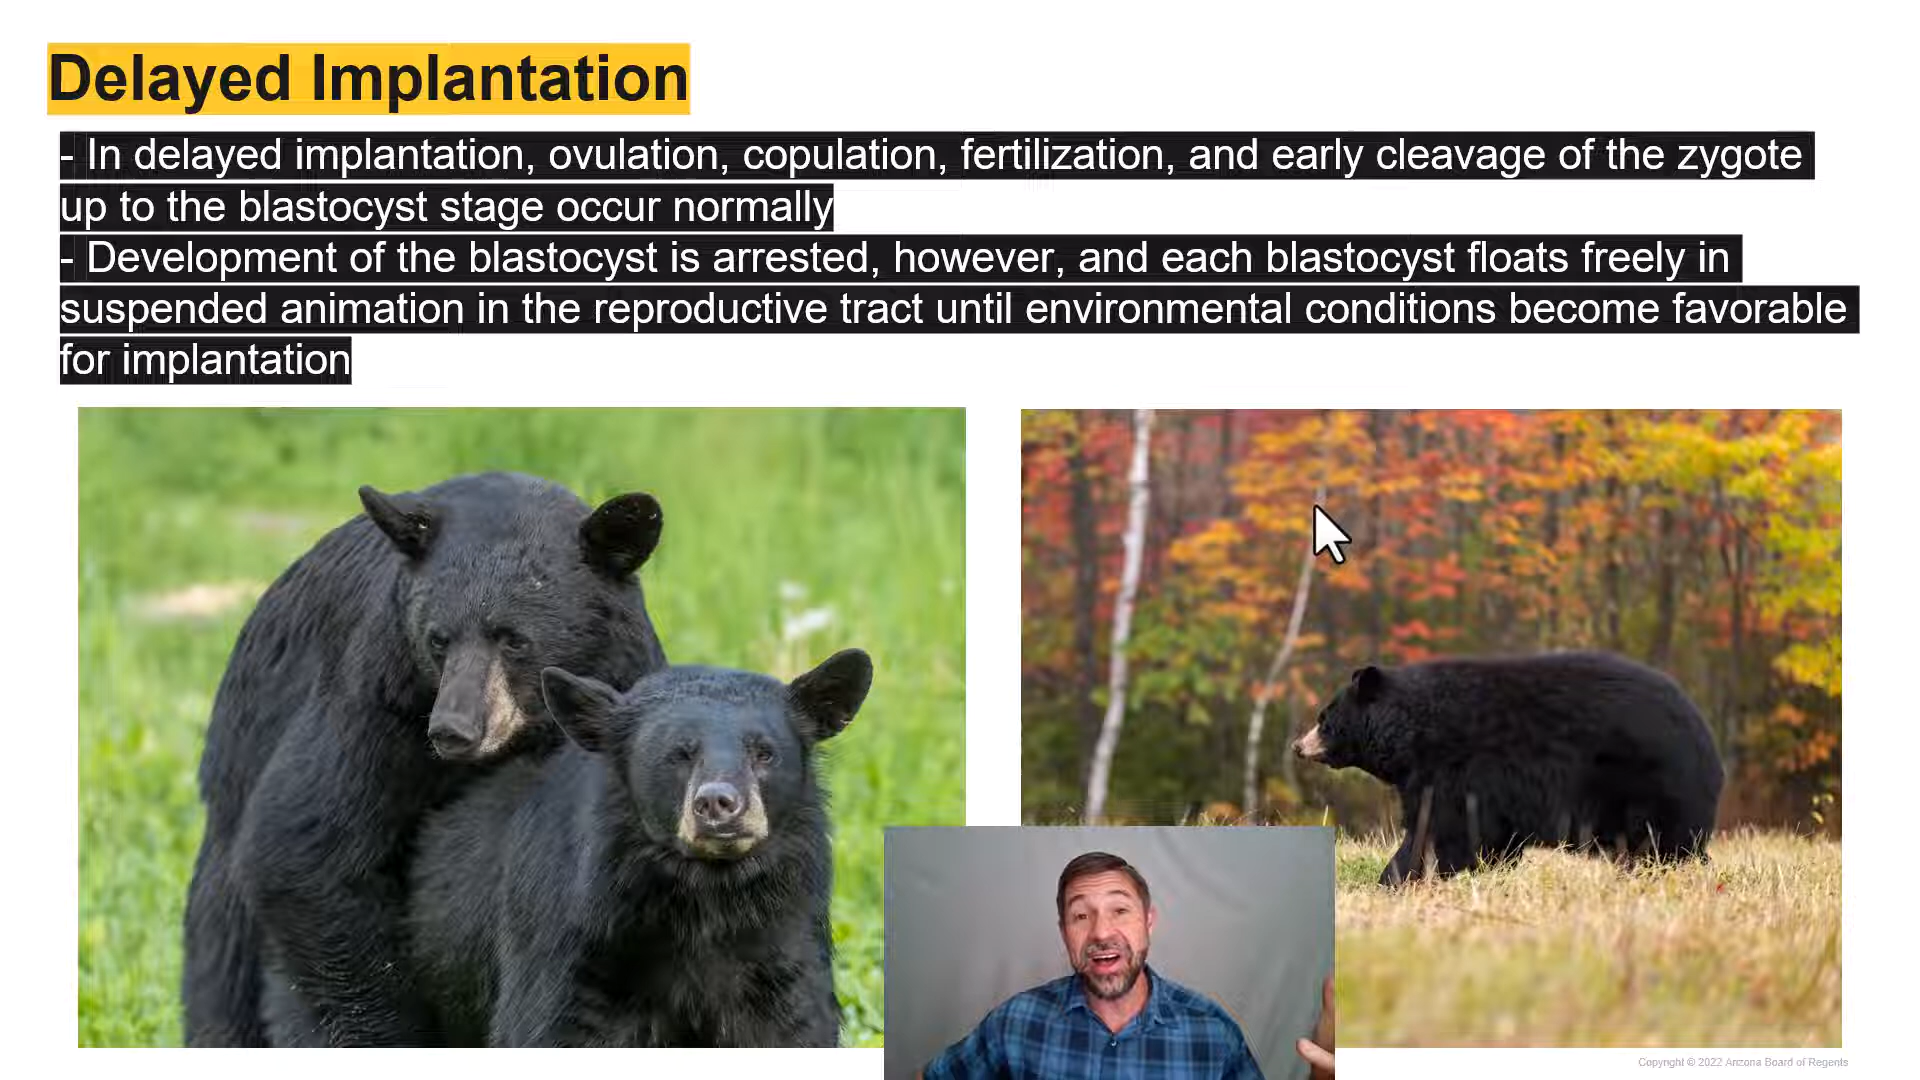 Delayed Implantation
- In delayed implantation, ovulation, copulation, fertilization, and early cleavage of the zygote
up to the blastocyst stage occur normally
- Development of the blastocyst is arrested, however, and each blastocyst floats freely in
suspended animation in the reproductive tract until environmental conditions become favorable
for implantation
Copyright © 2022 Arizona Board of Regents